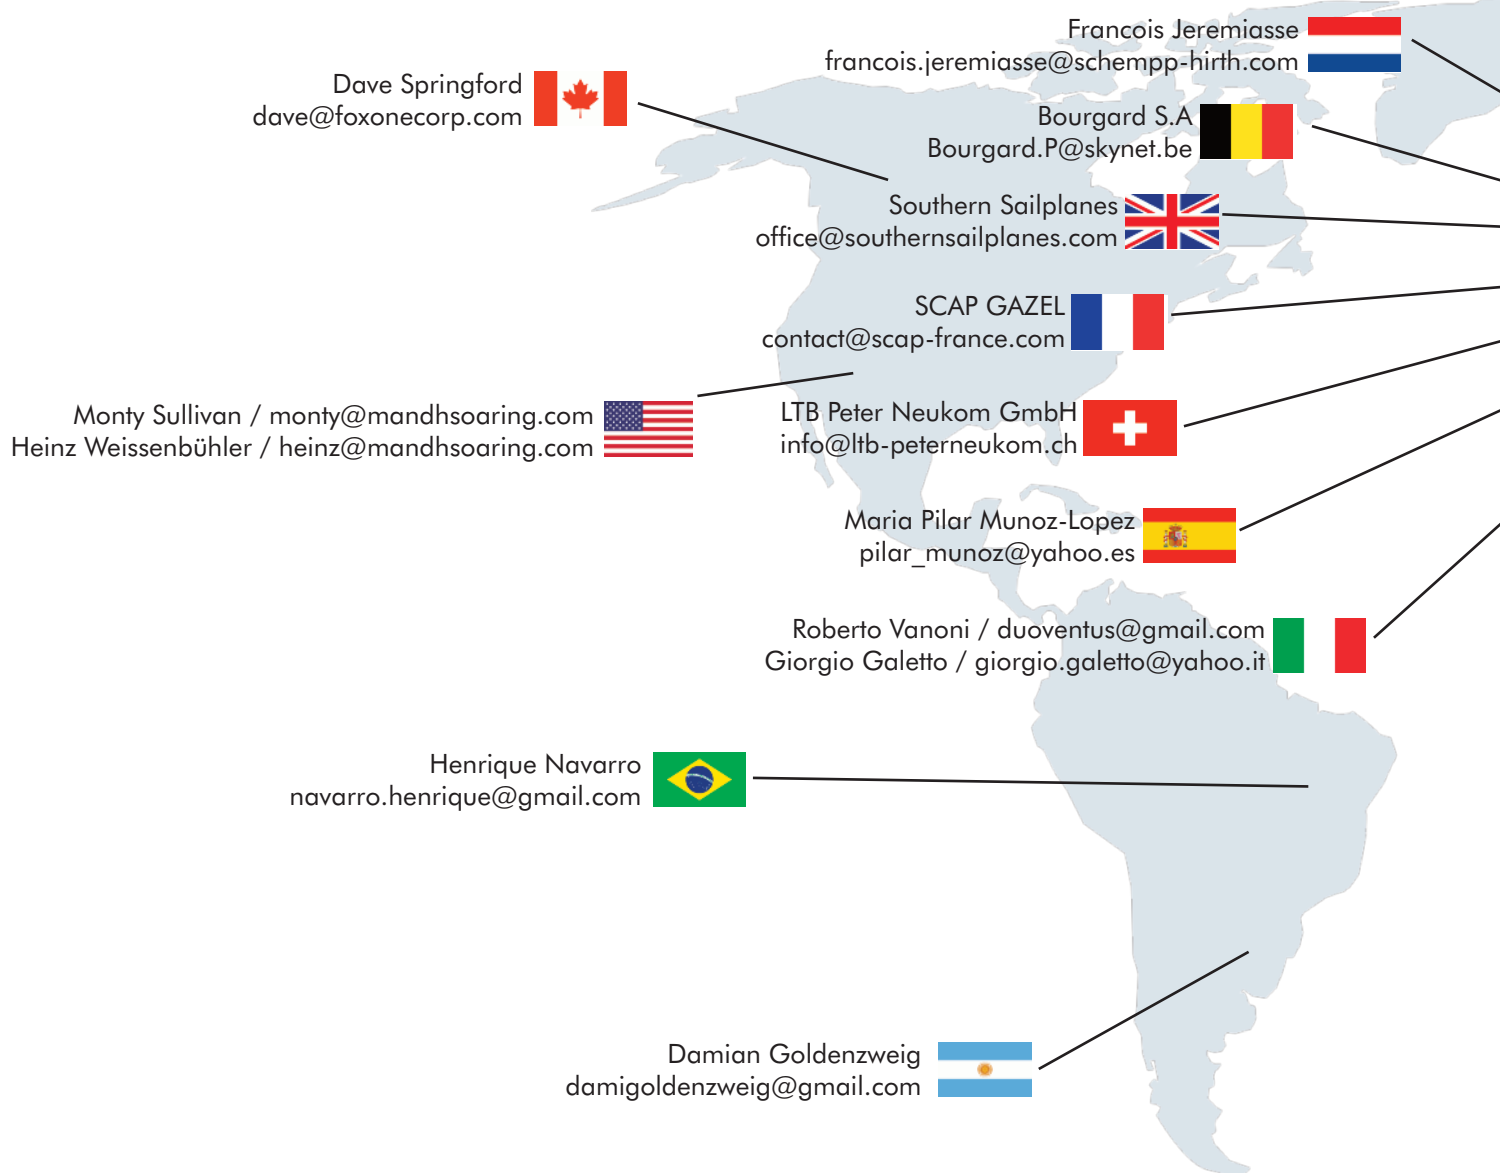 Francois Jeremiasse
francois.jeremiasse@schempp-hirth.com
Dave Springford
dave@foxonecorp.com
Bourgard S.A
Bourgard.P@skynet.be
Southern Sailplanes
office@southernsailplanes.com
SCAP GAZEL
contact@scap-france.com
Monty Sullivan / monty@mandhsoaring.com
Heinz Weissenbühler / heinz@mandhsoaring.com
LTB Peter Neukom GmbH
info@ltb-peterneukom.ch
Maria Pilar Munoz-Lopez
pilar_munoz@yahoo.es
Roberto Vanoni / duoventus@gmail.com
Giorgio Galetto / giorgio.galetto@yahoo.it
Henrique Navarro
navarro.henrique@gmail.com
Damian Goldenzweig
damigoldenzweig@gmail.com